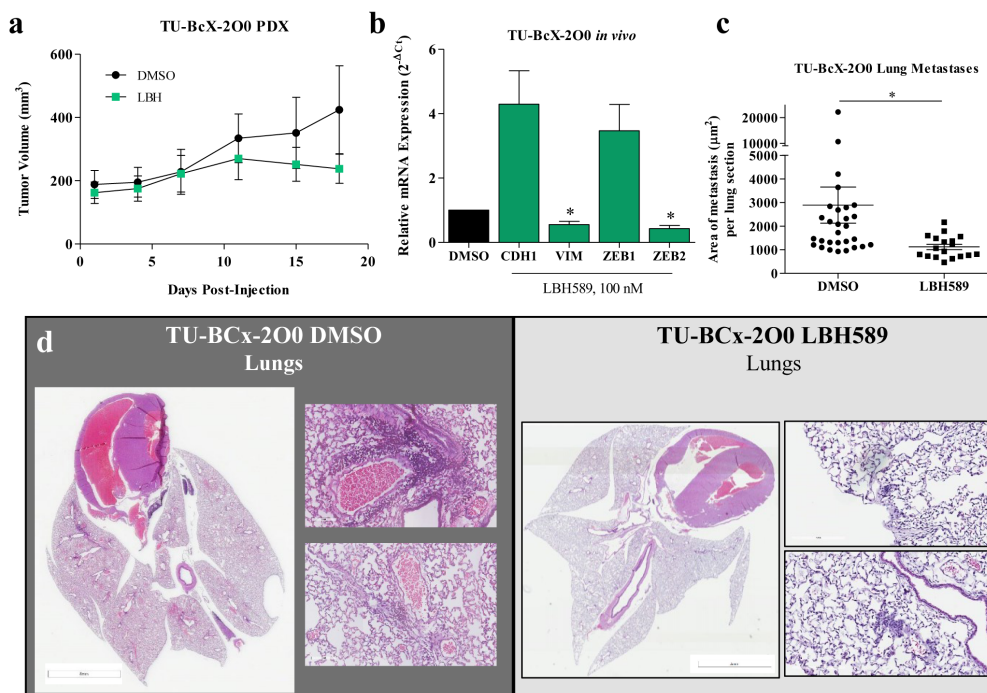 a
TU-BcX-2O0 PDX
Tumor Volume (mm3)
600
400
200
0
DMSO
LBH
0 5 10 15 20
Days Post-Injection
b
TU-BcX-2O0 in vivo
Relative mRNA Expression (2-ΔCt)
6
4
2
0
* *
DMSO CDH1 VIM ZEB1 ZEB2
LBH589, 100 nM
c
TU-BcX-2O0 Lung Metastases
*
Area of metastasis (μm2)
per lung section
20000
10000
5000
4000
3000
2000
1000
0
DMSO LBH589
d
TU-BCx-2O0 DMSO
Lungs
TU-BCx-2O0 LBH589
Lungs